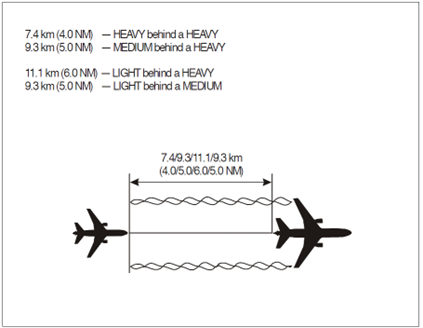 7.4 km (4.0 NM) — HEAVY behind a HEAVY
9.3 km (5.0 NM) — MEDIUM behind a HEAVY
11.1 km (6.0 NM) — LIGHT behind a HEAVY
9.3 km (5.0 NM) — LIGHT behind a MEDIUM
7.4/9.3/11.1/9.3 km
(4.0/5.0/6.0/5.0 NM)